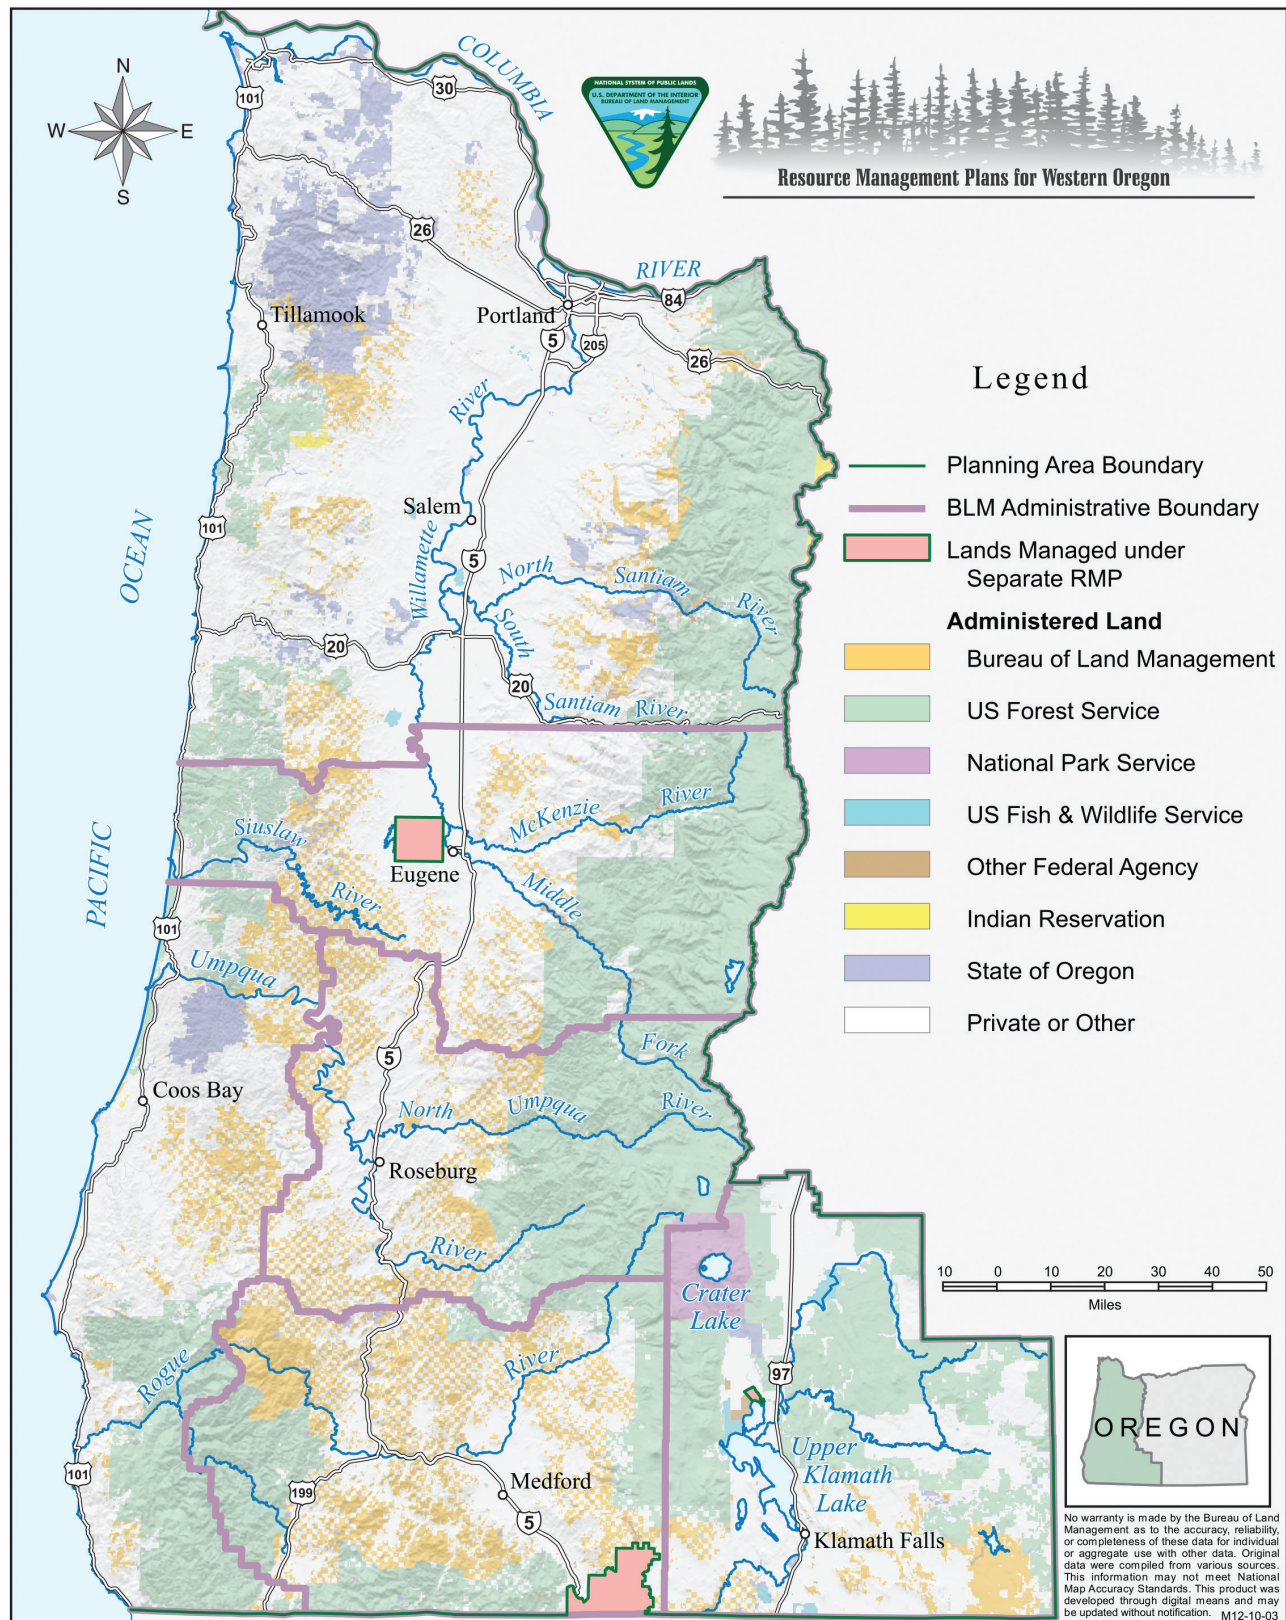 NATIONAL SYSTEM OF PUBLIC LANDS
U.S. DEPARTMENT OF THE INTERIOR
BUREAU OF LAND MANAGEMENT
Resource Management Plans for Western Oregon
N
W
E
S
COLUMBIA
RIVER
101
30
26
84
Tillamook
Portland
5
205
26
River
Salem
101
5
Willamette
North
Santiam
River
South
20
20
Santiam River
OCEAN
PACIFIC
McKenzie
River
Siuslaw
River
Eugene
Middle
Fork
101
Umpqua
5
Coos Bay
North
Umpqua
River
Roseburg
River
Crater
Lake
Rogue
River
97
Upper
Klamath
Lake
101
199
Medford
5
Klamath Falls
Legend
Planning Area Boundary
BLM Administrative Boundary
Lands Managed under
Separate RMP
Administered Land
Bureau of Land Management
US Forest Service
National Park Service
US Fish & Wildlife Service
Other Federal Agency
Indian Reservation
State of Oregon
Private or Other
10 0 10 20 30 40 50
Miles
OREGON
No warranty is made by the Bureau of Land
Management as to the accuracy, reliability,
or completeness of these data for individual
or aggregate use with other data. Original
data were compiled from various sources.
This information may not meet National
Map Accuracy Standards. This product was
developed through digital means and may
be updated without notification. M12-10-03